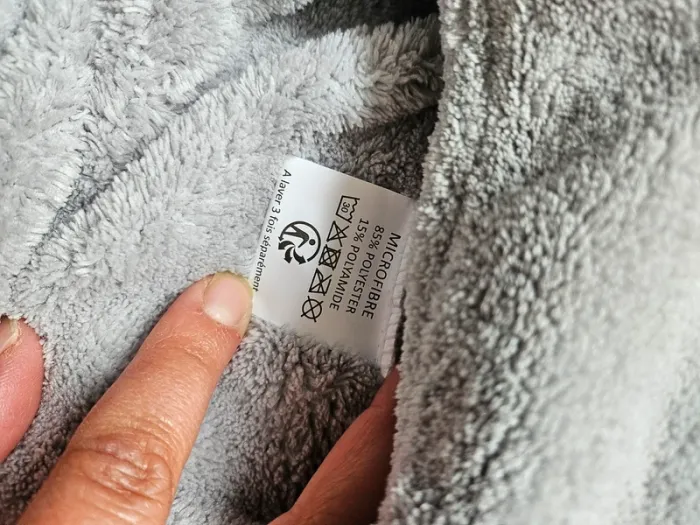 MICROFIBRE
85% POLYESTER
15% POLYAMIDE
30
A laver 3 fois séparément